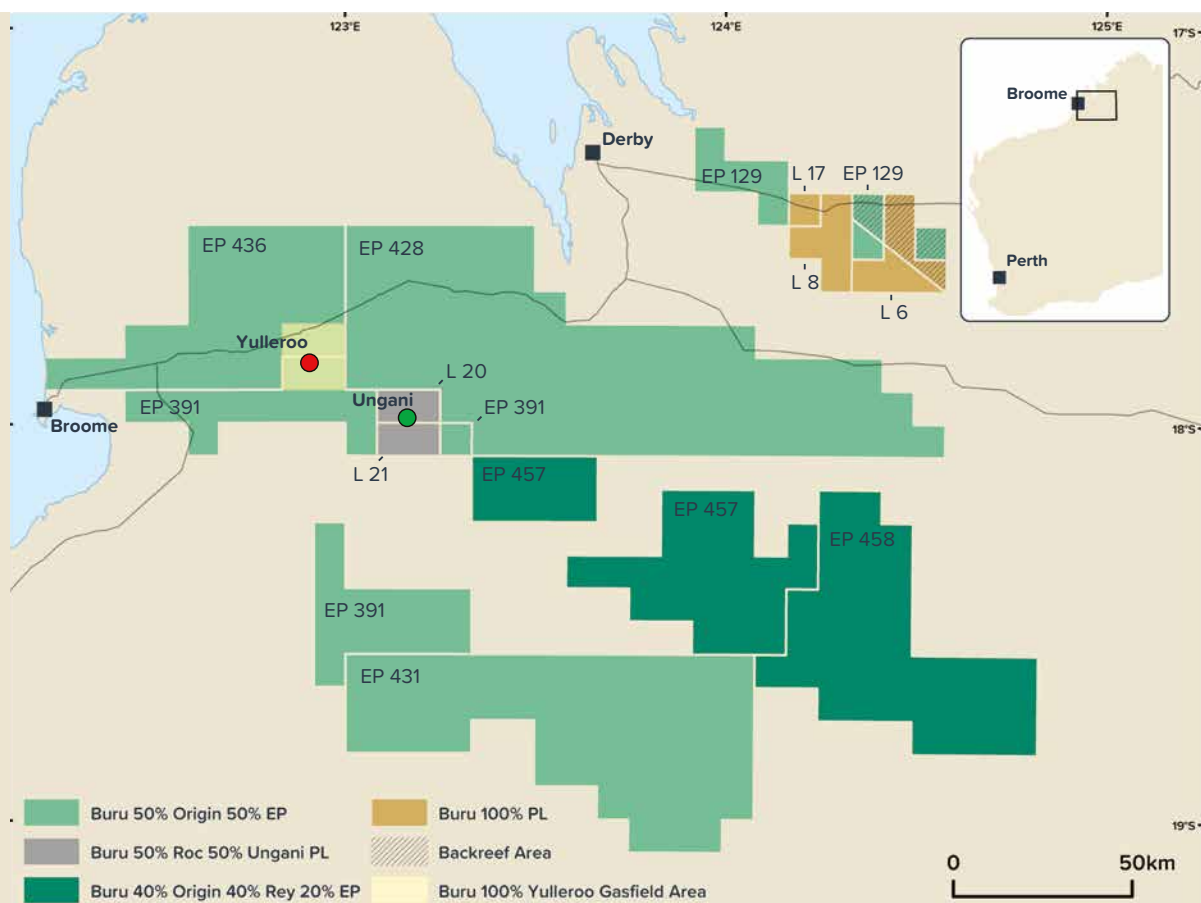 123°E
124°E
125°E
17°S
Broome
Perth
Derby
EP 129
L 17
EP 129
L 8
L 6
EP 436
EP 428
Yulleroo
L 20
EP 391
Ungani
EP 391
Broome
18°S
L 21
EP 457
EP 457
EP 458
EP 391
EP 431
19°S
Buru 50% Origin 50% EP
Buru 50% Roc 50% Ungani PL
Buru 40% Origin 40% Rey 20% EP
Buru 100% PL
Backreef Area
Buru 100% Yulleroo Gasfield Area
0
50km